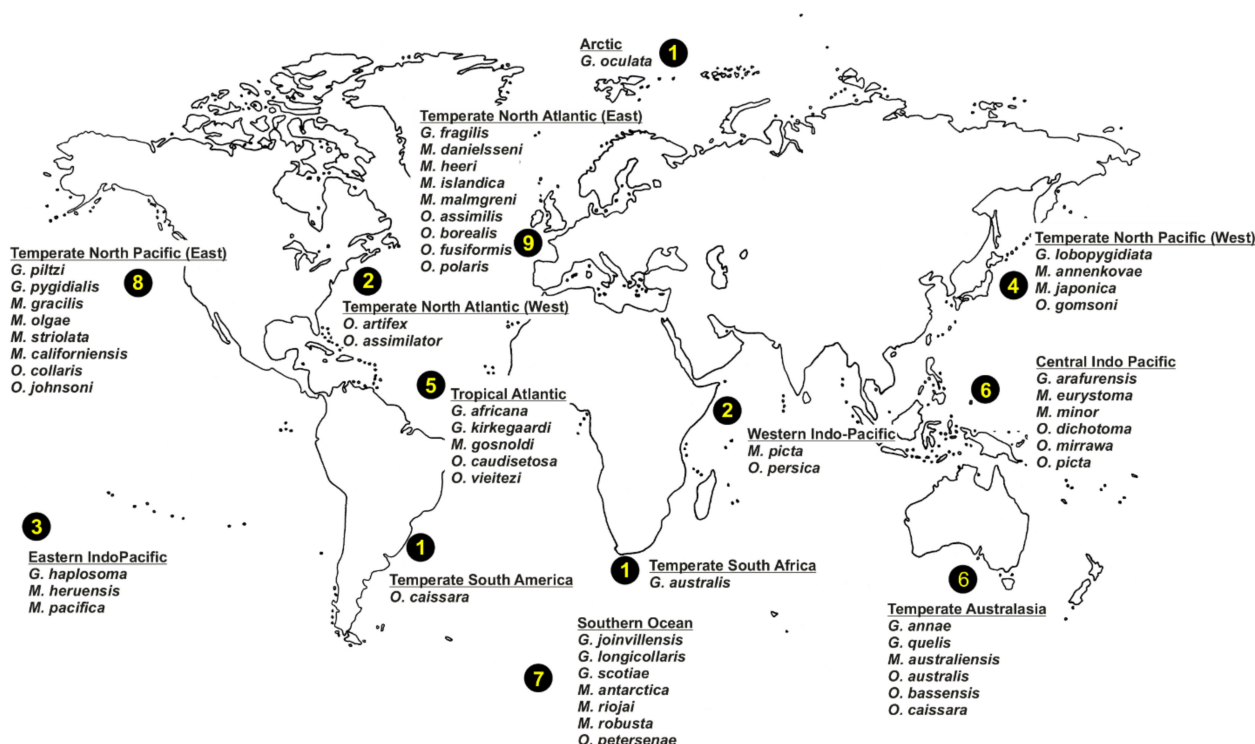 Arctic
1
G. oculata
Temperate North Atlantic (East)
G. fragilis
M. danielsseni
M. heeri
M. islandica
M. malmgreni
O. assimilis
O. borealis
9
O. fusiformis
O. polaris
Temperate North Pacific (East)
8
G. piltzi
G. pygidialis
M. gracilis
M. olgae
M. striolata
M. californiensis
O. collaris
O. johnsoni
2
Temperate North Atlantic (West)
O. artifex
O. assimilator
Temperate North Pacific (West)
G. lobopygidiata
4
M. annenkovae
M. japonica
O. gomsoni
5
Tropical Atlantic
G. africana
G. kirkegaardi
M. gosnoldi
O. caudisetosa
O. vieitezi
2
Western Indo-Pacific
M. picta
O. persica
Central Indo Pacific
6
G. arafurensis
M. eurystoma
M. minor
O. dichotoma
O. mirrawa
O. picta
3
Eastern IndoPacific
G. haplosoma
M. heruensis
M. pacifica
1
Temperate South America
O. caissara
1
Temperate South Africa
G. australis
6
Temperate Australasia
G. annae
G. quelis
M. australiensis
O. australis
O. bassensis
O. caissara
Southern Ocean
G. joinvillensis
G. longicollaris
7
G. scotiae
M. antarctica
M. riojai
M. robusta
O. petersenae